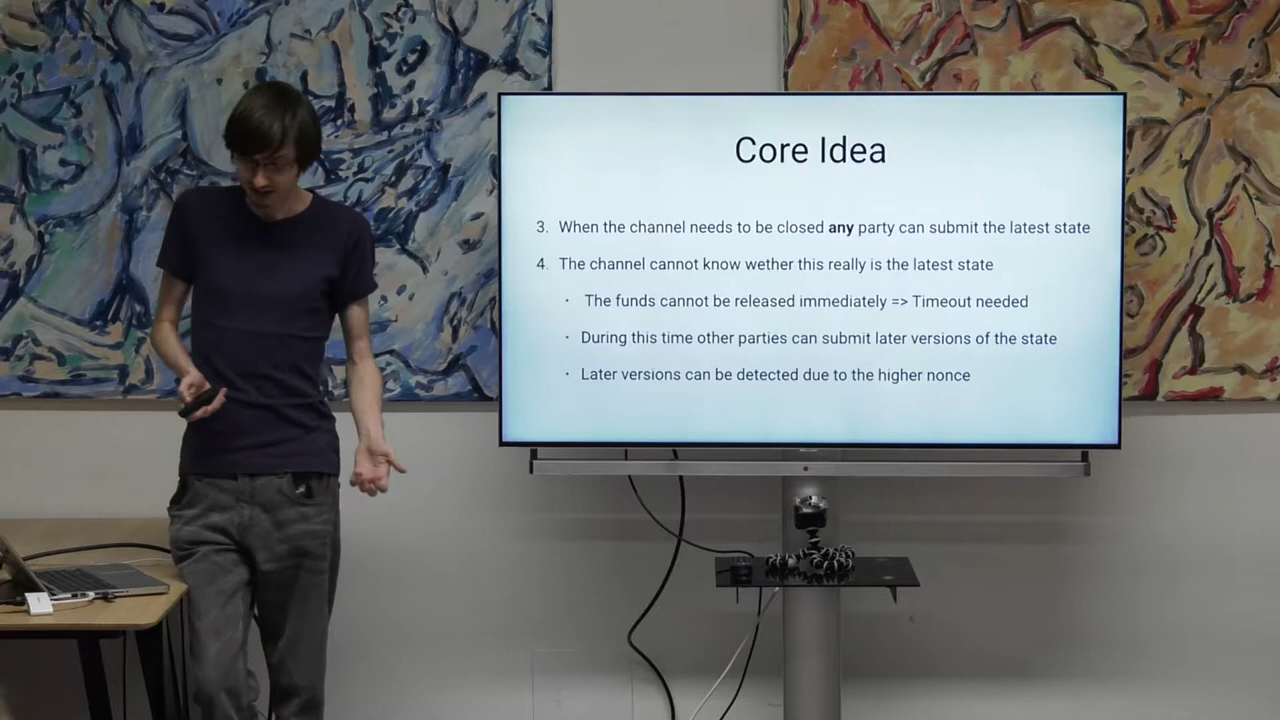 Core Idea
3. When the channel needs to be closed any party can submit the latest state
4. The channel cannot know wether this really is the latest state
· The funds cannot be released immediately => Timeout needed
· During this time other parties can submit later versions of the state
· Later versions can be detected due to the higher nonce